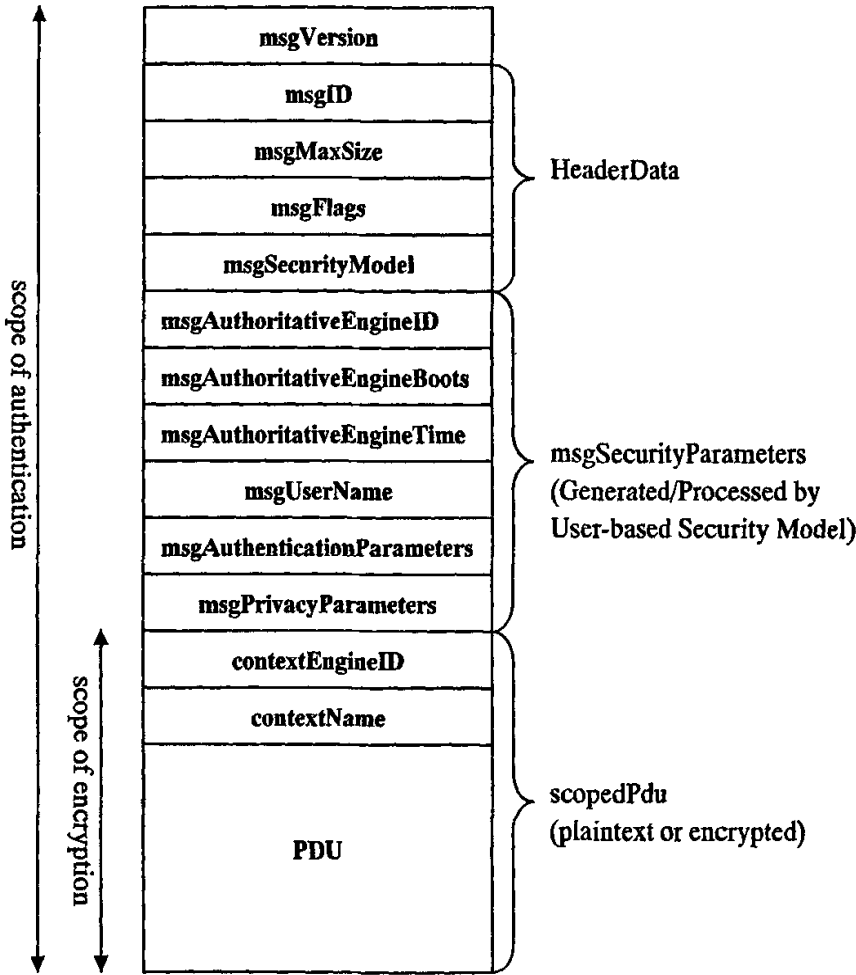 msgVersion
msgID
msgMaxSize
msgFlags
msgSecurityModel
HeaderData
msgAuthoritativeEngineID
msgAuthoritativeEngineBoots
msgAuthoritativeEngineTime
msgUserName
msgAuthenticationParameters
msgPrivacyParameters
msgSecurityParameters
(Generated/Processed by
User-based Security Model)
contextEngineID
contextName
PDU
scopedPdu
(plaintext or encrypted)
scope of authentication
scope of encryption